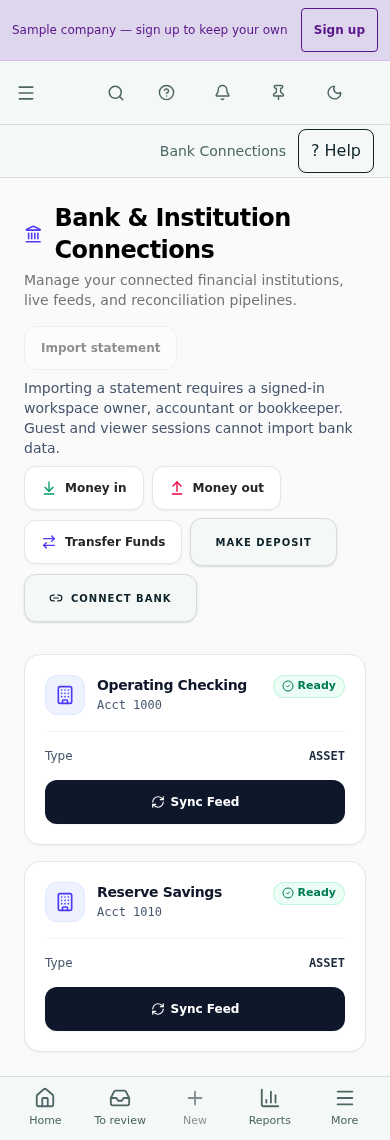 Sample company — sign up to keep your own
Sign up
Bank Connections
? Help
Bank & Institution
Connections
Manage your connected financial institutions,
live feeds, and reconciliation pipelines.
Import statement
Importing a statement requires a signed-in
workspace owner, accountant or bookkeeper.
Guest and viewer sessions cannot import bank
data.
Money in
Money out
Transfer Funds
MAKE DEPOSIT
CONNECT BANK
Operating Checking
Ready
Acct 1000
Type
ASSET
Sync Feed
Reserve Savings
Ready
Acct 1010
Type
ASSET
Sync Feed
Home
To review
New
Reports
More